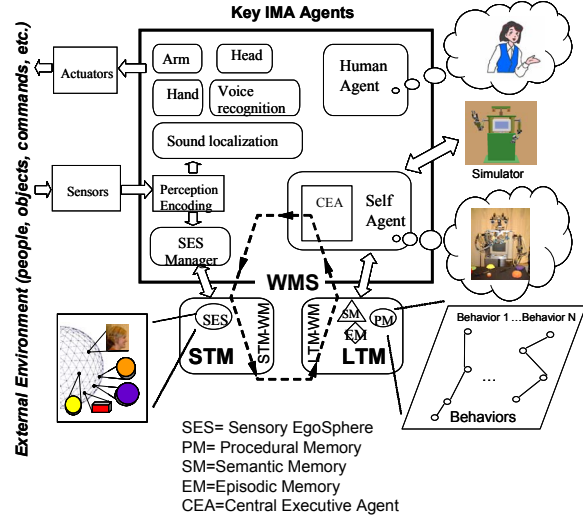 Key IMA Agents
External Environment (people, objects, commands, etc.)
Actuators
Sensors
Arm
Head
Hand
Voice
recognition
Sound localization
Perception
Encoding
SES
Manager
Human
Agent
CEA
Self
Agent
Simulator
WMS
SES
STM
STM-WM
LTM-WM
SM
EM
PM
LTM
Behavior 1 …Behavior N
…
Behaviors
SES= Sensory EgoSphere
PM= Procedural Memory
SM=Semantic Memory
EM=Episodic Memory
CEA=Central Executive Agent